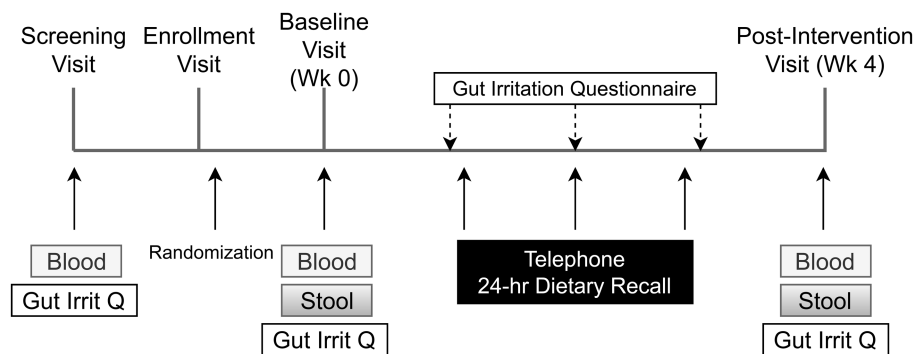 Screening
Visit
Enrollment
Visit
Baseline
Visit
(Wk 0)
Post-Intervention
Visit (Wk 4)
Gut Irritation Questionnaire
Blood
Gut Irrit Q
Randomization
Blood
Stool
Gut Irrit Q
Telephone
24-hr Dietary Recall
Blood
Stool
Gut Irrit Q